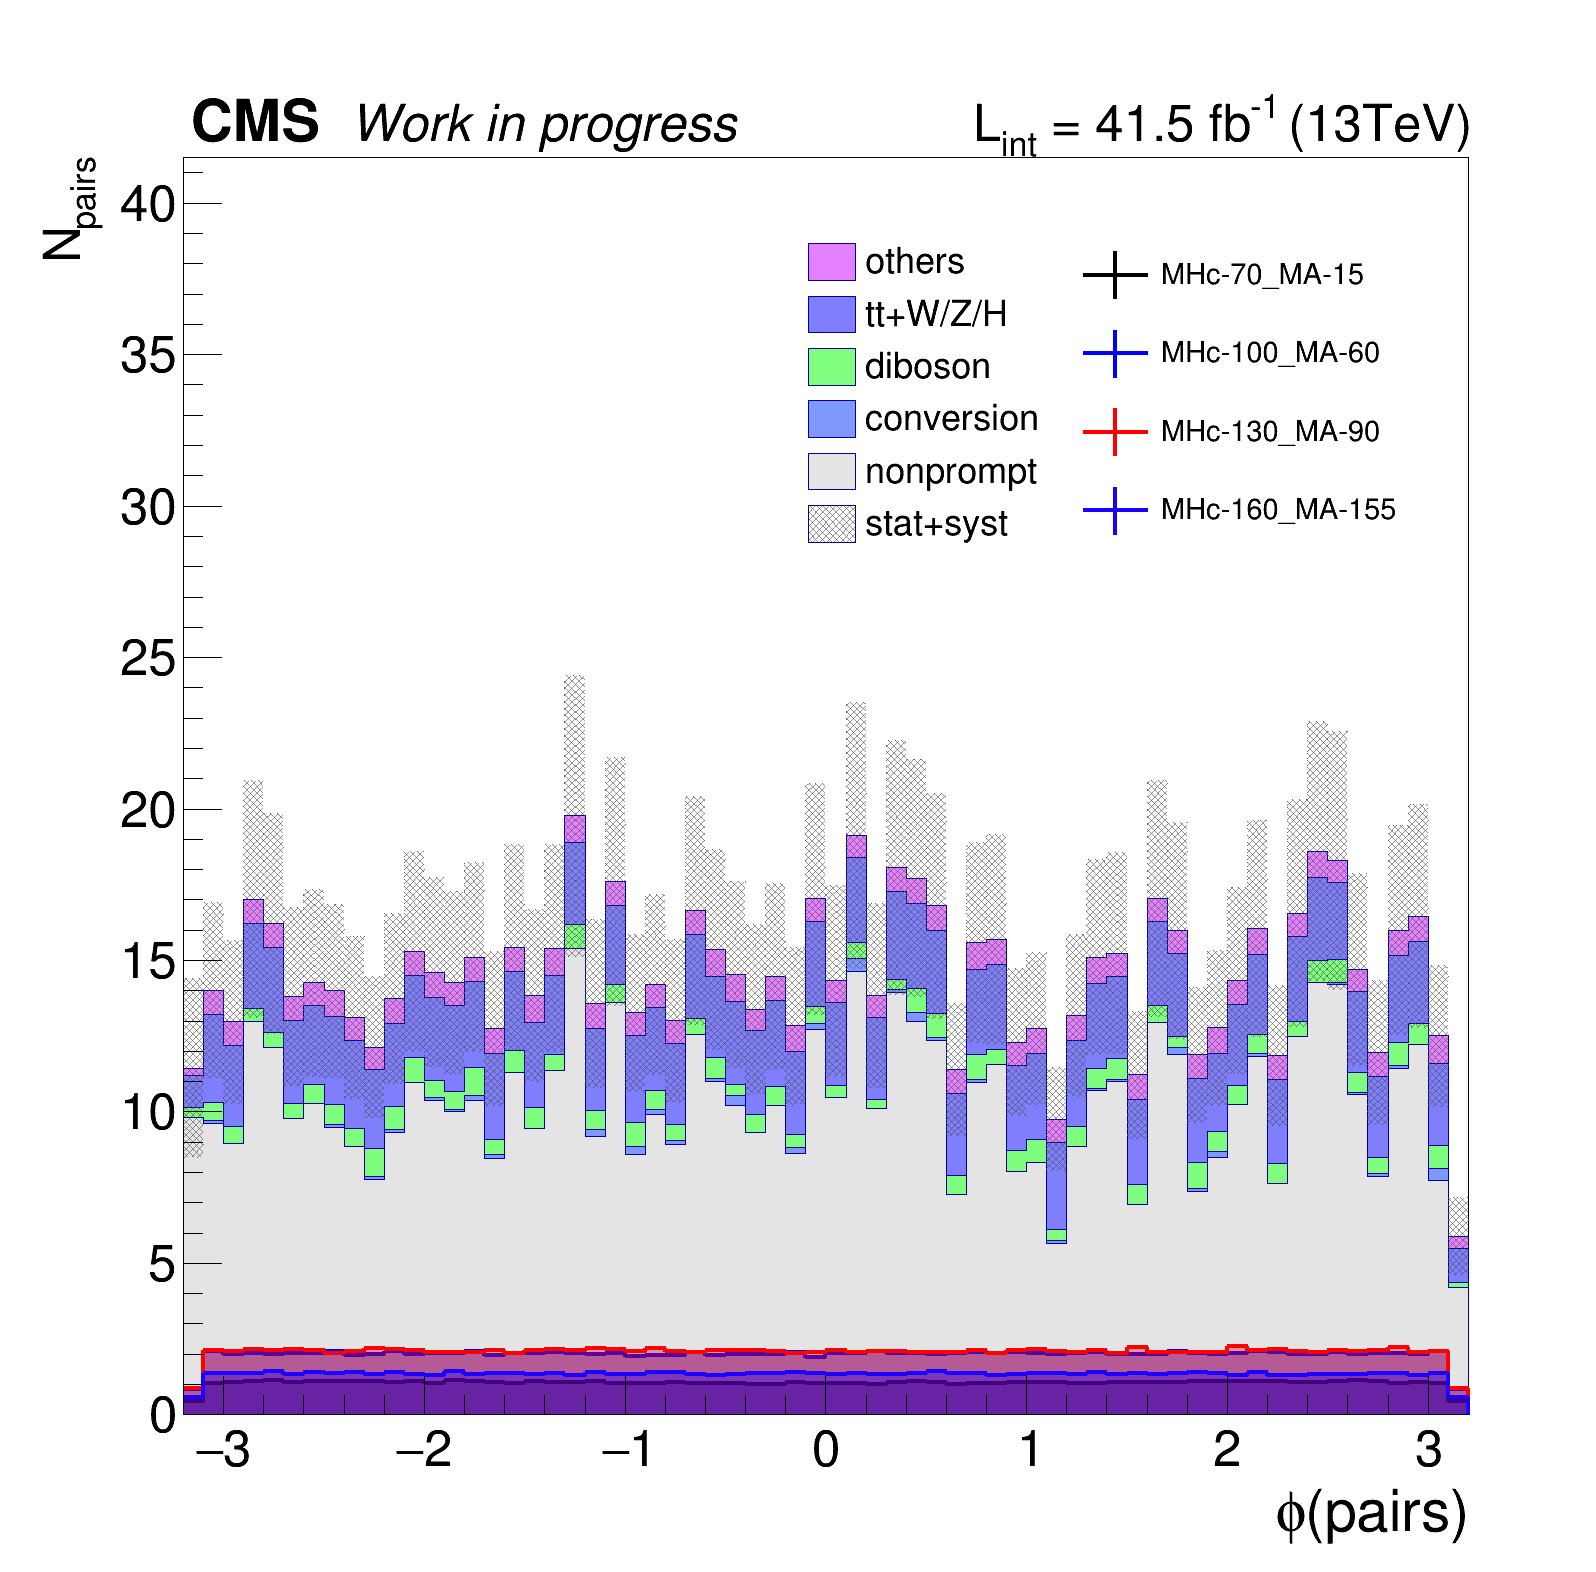 CMS Work in progress
L_int = 41.5 fb^-1 (13TeV)
N_pairs
40
35
30
25
20
15
10
5
0
others
tt+W/Z/H
diboson
conversion
nonprompt
stat+syst
MHc-70_MA-15
MHc-100_MA-60
MHc-130_MA-90
MHc-160_MA-155
−3 −2 −1 0 1 2 3
ϕ(pairs)